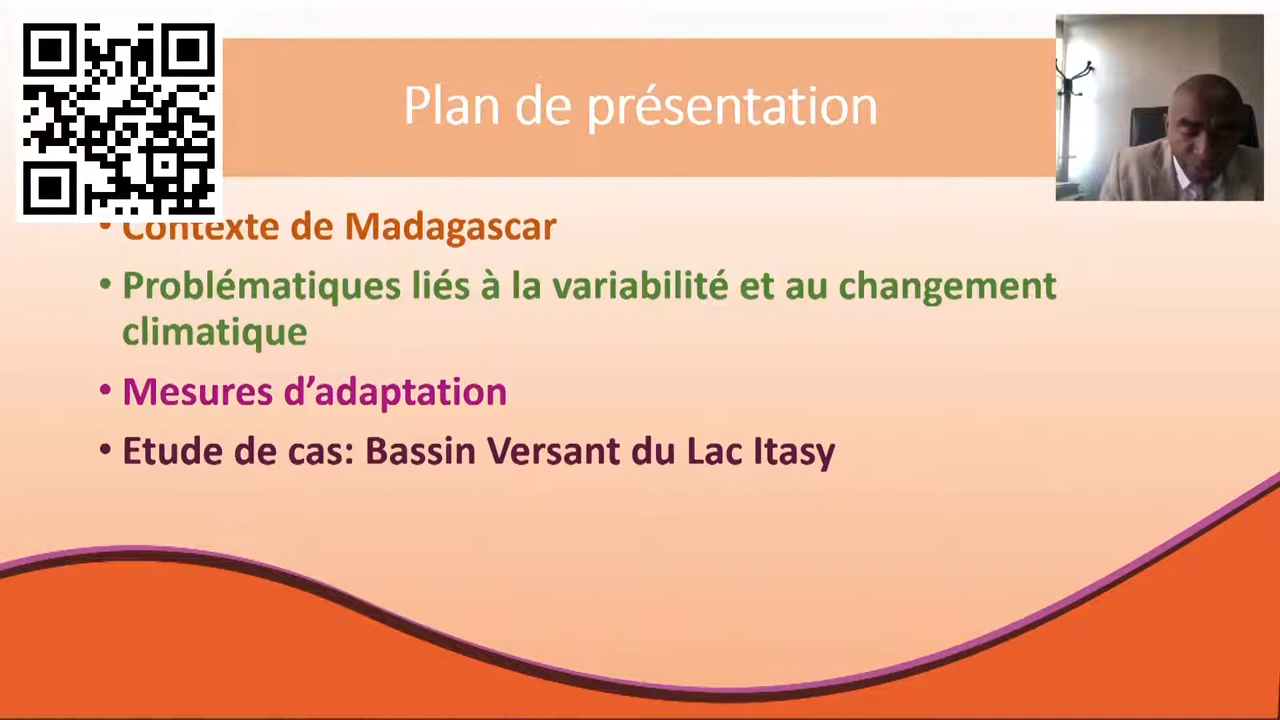 Plan de présentation
• Contexte de Madagascar
• Problématiques liés à la variabilité et au changement
climatique
• Mesures d’adaptation
• Etude de cas: Bassin Versant du Lac Itasy